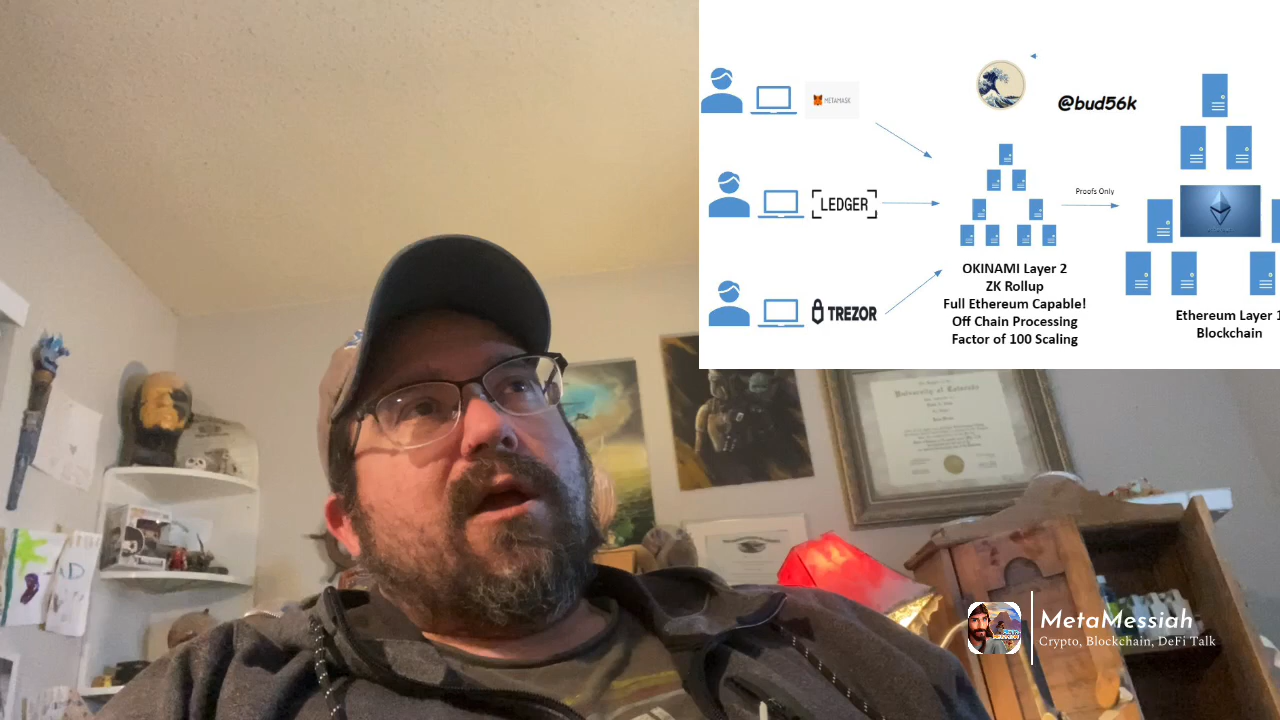 METAMASK
@bud56k
Proofs Only
LEDGER
TREZOR
OKINAMI Layer 2
ZK Rollup
Full Ethereum Capable!
Off Chain Processing
Factor of 100 Scaling
Ethereum Layer 1
Blockchain
AD
MetaMessiah
Crypto, Blockchain, DeFi Talk